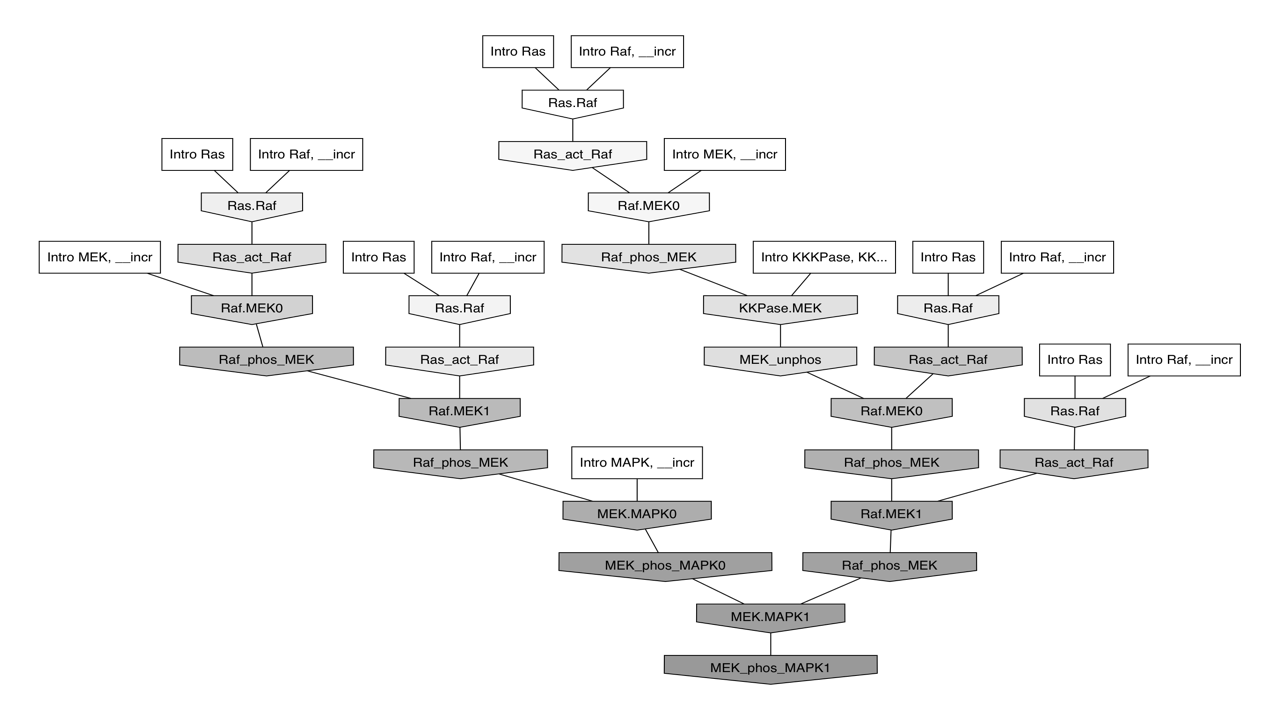 Intro Ras
Intro Raf, __incr
Ras.Raf
Intro Ras
Intro Raf, __incr
Ras_act_Raf
Intro MEK, __incr
Ras.Raf
Raf.MEK0
Intro MEK, __incr
Ras_act_Raf
Intro Ras
Intro Raf, __incr
Raf_phos_MEK
Intro KKKPase, KK...
Intro Ras
Intro Raf, __incr
Raf.MEK0
Ras.Raf
KKPase.MEK
Ras.Raf
Raf_phos_MEK
Ras_act_Raf
MEK_unphos
Ras_act_Raf
Intro Ras
Intro Raf, __incr
Raf.MEK1
Raf.MEK0
Ras.Raf
Raf_phos_MEK
Intro MAPK, __incr
Raf_phos_MEK
Ras_act_Raf
MEK.MAPK0
Raf.MEK1
MEK_phos_MAPK0
Raf_phos_MEK
MEK.MAPK1
MEK_phos_MAPK1